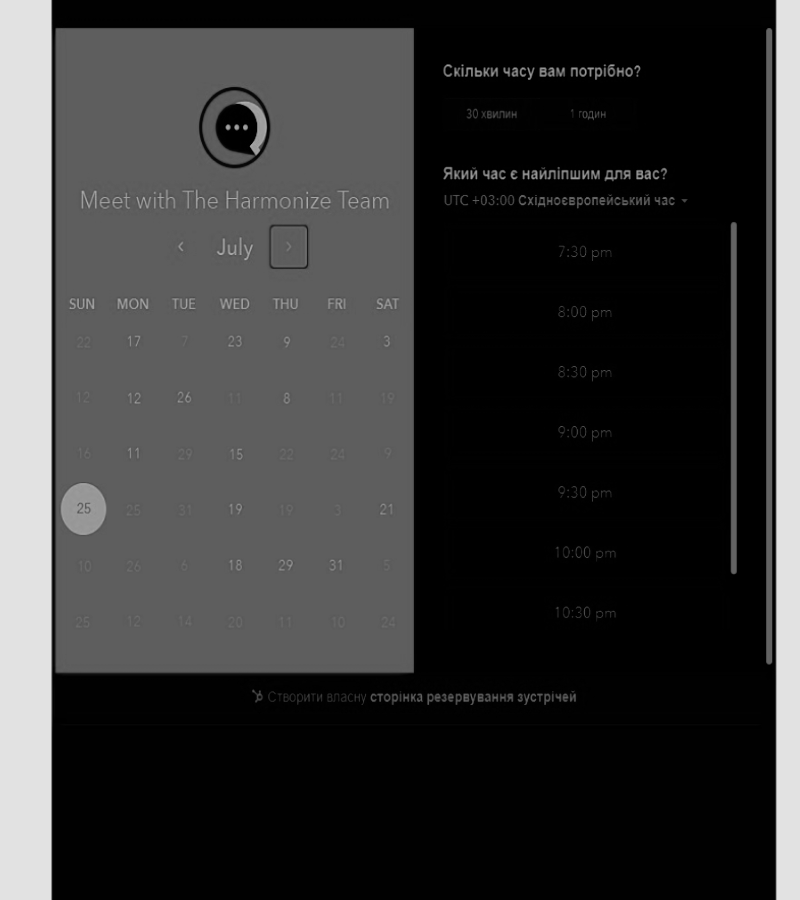 Meet with The Harmonize Team
July
SUN MON TUE WED THU FRI SAT
22 17 7 23 9 24 3
12 12 26 11 8 11 19
16 11 29 15 22 24 9
25 25 31 19 19 3 21
10 26 6 18 29 31 5
25 12 14 20 11 10 24
Скільки часу вам потрібно?
30 хвилин 1 годин
Який час є найліпшим для вас?
UTC +03:00 Східноєвропейський час
7:30 pm
8:00 pm
8:30 pm
9:00 pm
9:30 pm
10:00 pm
10:30 pm
Створити власну сторінка резервування зустрічей